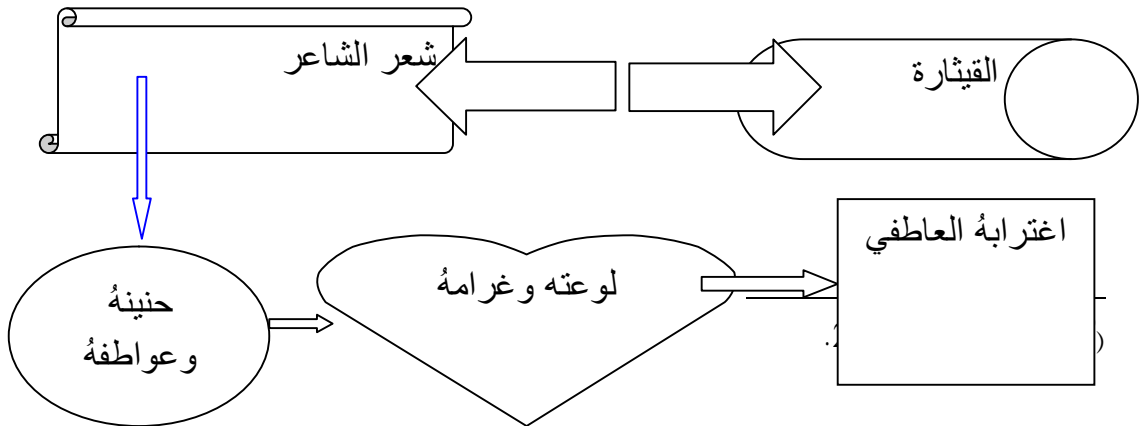 القيثارة
شعر الشاعر
حنينهُ
وعواطفهُ
لوعته وغرامهُ
اغترابهُ العاطفي
)